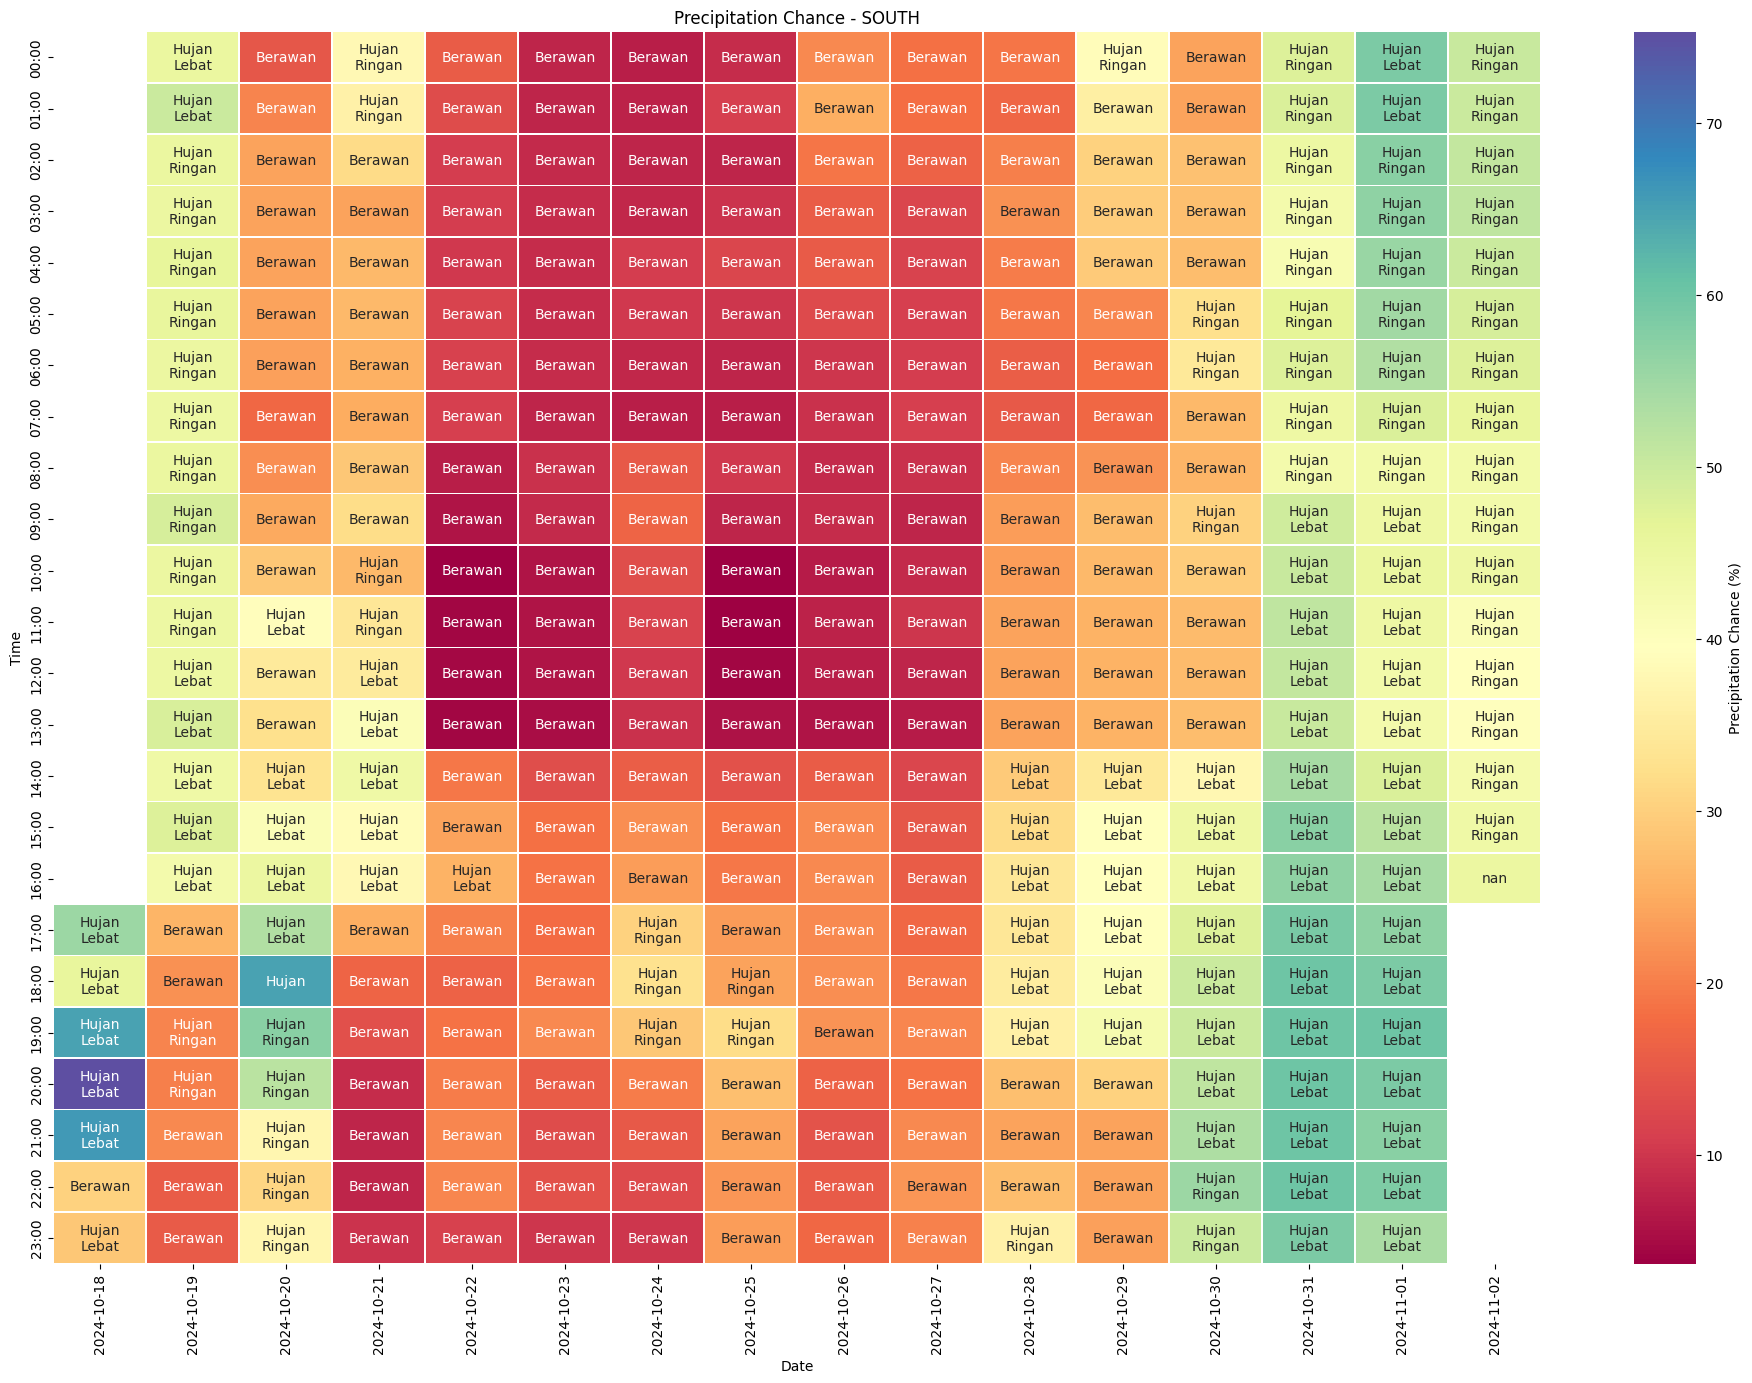 Precipitation Chance - SOUTH
00:00 Hujan Lebat Berawan Hujan Ringan Berawan Berawan Berawan Berawan Berawan Berawan Berawan Hujan Ringan Berawan Hujan Ringan Hujan Lebat Hujan Ringan
01:00 Hujan Lebat Berawan Hujan Ringan Berawan Berawan Berawan Berawan Berawan Berawan Berawan Berawan Berawan Hujan Ringan Hujan Lebat Hujan Ringan
02:00 Hujan Ringan Berawan Berawan Berawan Berawan Berawan Berawan Berawan Berawan Berawan Berawan Berawan Hujan Ringan Hujan Ringan Hujan Ringan
03:00 Hujan Ringan Berawan Berawan Berawan Berawan Berawan Berawan Berawan Berawan Berawan Berawan Berawan Hujan Ringan Hujan Ringan Hujan Ringan
04:00 Hujan Ringan Berawan Berawan Berawan Berawan Berawan Berawan Berawan Berawan Berawan Berawan Berawan Hujan Ringan Hujan Ringan Hujan Ringan
05:00 Hujan Ringan Berawan Berawan Berawan Berawan Berawan Berawan Berawan Berawan Berawan Berawan Hujan Ringan Hujan Ringan Hujan Ringan Hujan Ringan
06:00 Hujan Ringan Berawan Berawan Berawan Berawan Berawan Berawan Berawan Berawan Berawan Berawan Hujan Ringan Hujan Ringan Hujan Ringan Hujan Ringan
07:00 Hujan Ringan Berawan Berawan Berawan Berawan Berawan Berawan Berawan Berawan Berawan Berawan Berawan Hujan Ringan Hujan Ringan Hujan Ringan
08:00 Hujan Ringan Berawan Berawan Berawan Berawan Berawan Berawan Berawan Berawan Berawan Berawan Berawan Hujan Ringan Hujan Ringan Hujan Ringan
09:00 Hujan Ringan Berawan Berawan Berawan Berawan Berawan Berawan Berawan Berawan Berawan Berawan Hujan Ringan Hujan Lebat Hujan Lebat Hujan Ringan
10:00 Hujan Ringan Berawan Hujan Ringan Berawan Berawan Berawan Berawan Berawan Berawan Berawan Berawan Berawan Hujan Lebat Hujan Lebat Hujan Ringan
11:00 Hujan Ringan Hujan Lebat Hujan Ringan Berawan Berawan Berawan Berawan Berawan Berawan Berawan Berawan Berawan Hujan Lebat Hujan Lebat Hujan Ringan
12:00 Hujan Lebat Berawan Hujan Lebat Berawan Berawan Berawan Berawan Berawan Berawan Berawan Berawan Berawan Hujan Lebat Hujan Lebat Hujan Ringan
13:00 Hujan Lebat Berawan Hujan Lebat Berawan Berawan Berawan Berawan Berawan Berawan Berawan Berawan Berawan Hujan Lebat Hujan Lebat Hujan Ringan
14:00 Hujan Lebat Hujan Lebat Hujan Lebat Berawan Berawan Berawan Berawan Berawan Berawan Hujan Lebat Hujan Lebat Hujan Lebat Hujan Lebat Hujan Lebat Hujan Ringan
15:00 Hujan Lebat Hujan Lebat Hujan Lebat Berawan Berawan Berawan Berawan Berawan Berawan Hujan Lebat Hujan Lebat Hujan Lebat Hujan Lebat Hujan Lebat Hujan Ringan
16:00 Hujan Lebat Hujan Lebat Hujan Lebat Hujan Lebat Berawan Berawan Berawan Berawan Berawan Hujan Lebat Hujan Lebat Hujan Lebat Hujan Lebat Hujan Lebat nan
17:00 Hujan Lebat Berawan Hujan Lebat Berawan Berawan Berawan Hujan Ringan Berawan Berawan Berawan Hujan Lebat Hujan Lebat Hujan Lebat Hujan Lebat Hujan Lebat
18:00 Hujan Lebat Berawan Hujan Berawan Berawan Berawan Hujan Ringan Hujan Ringan Berawan Berawan Hujan Lebat Hujan Lebat Hujan Lebat Hujan Lebat Hujan Lebat
19:00 Hujan Lebat Hujan Ringan Hujan Ringan Berawan Berawan Berawan Hujan Ringan Hujan Ringan Berawan Berawan Hujan Lebat Hujan Lebat Hujan Lebat Hujan Lebat Hujan Lebat
20:00 Hujan Lebat Hujan Ringan Hujan Ringan Berawan Berawan Berawan Berawan Berawan Berawan Berawan Berawan Berawan Hujan Lebat Hujan Lebat Hujan Lebat
21:00 Hujan Lebat Berawan Hujan Ringan Berawan Berawan Berawan Berawan Berawan Berawan Berawan Berawan Berawan Hujan Lebat Hujan Lebat Hujan Lebat
22:00 Berawan Berawan Hujan Ringan Berawan Berawan Berawan Berawan Berawan Berawan Berawan Berawan Berawan Hujan Ringan Hujan Lebat Hujan Lebat
23:00 Hujan Lebat Berawan Hujan Ringan Berawan Berawan Berawan Berawan Berawan Berawan Berawan Hujan Ringan Berawan Hujan Ringan Hujan Lebat Hujan Lebat
Time
2024-10-18 2024-10-19 2024-10-20 2024-10-21 2024-10-22 2024-10-23 2024-10-24 2024-10-25 2024-10-26 2024-10-27 2024-10-28 2024-10-29 2024-10-30 2024-10-31 2024-11-01 2024-11-02
Date
70
60
50
40
30
20
10
Precipitation Chance (%)